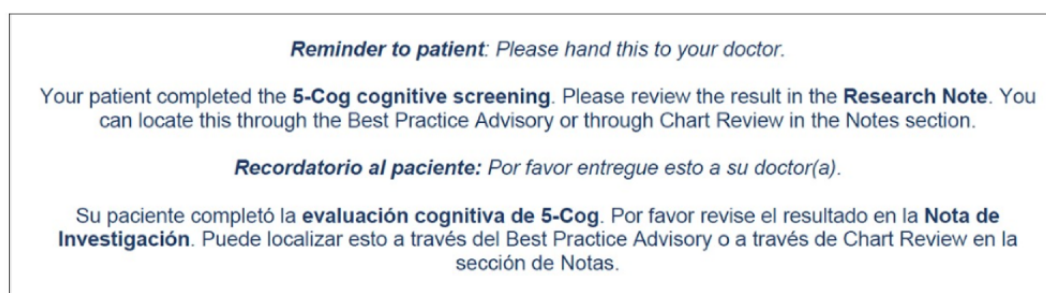 Reminder to patient: Please hand this to your doctor.
Your patient completed the 5-Cog cognitive screening. Please review the result in the Research Note. You
can locate this through the Best Practice Advisory or through Chart Review in the Notes section.
Recordatorio al paciente: Por favor entregue esto a su doctor(a).
Su paciente completó la evaluación cognitiva de 5-Cog. Por favor revise el resultado en la Nota de
Investigación. Puede localizar esto a través del Best Practice Advisory o a través de Chart Review en la
sección de Notas.